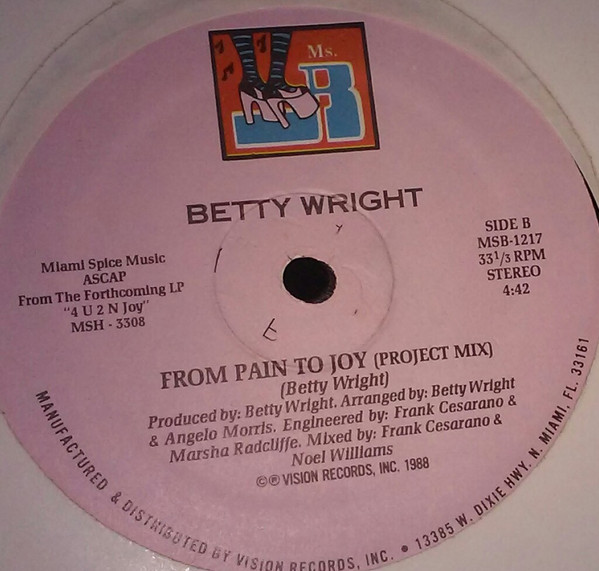 Ms.
B
BETTY WRIGHT
Miami Spice Music
ASCAP
From The Forthcoming LP
"4 U 2 N Joy"
MSH - 3308
SIDE B
MSB-1217
33 1/3 RPM
STEREO
4:42
FROM PAIN TO JOY (PROJECT MIX)
(Betty Wright)
Produced by: Betty Wright. Arranged by: Betty Wright
& Angelo Morris. Engineered by: Frank Cesarano &
Marsha Radcliffe. Mixed by: Frank Cesarano &
Noel Williams
©℗ VISION RECORDS, INC. 1988
MANUFACTURED & DISTRIBUTED BY VISION RECORDS, INC. • 13385 W. DIXIE HWY. N. MIAMI, FL. 33161